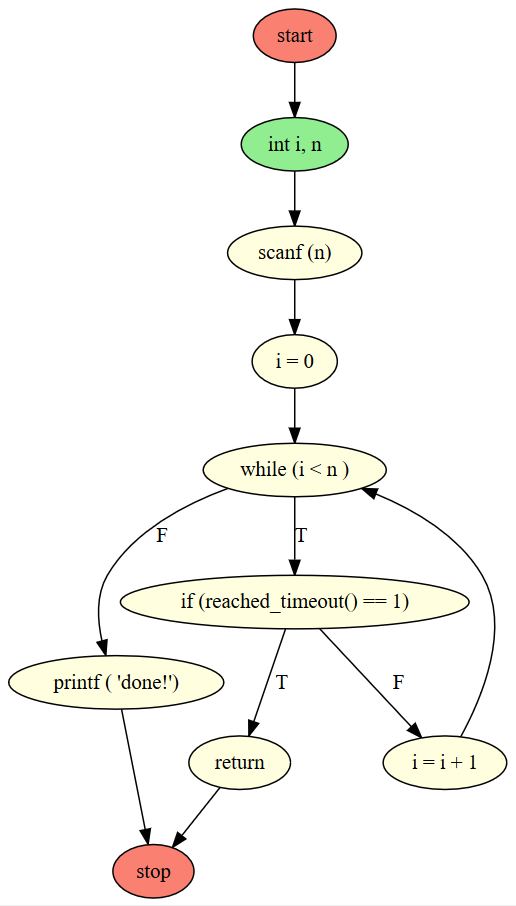 start
int i, n
scanf (n)
i = 0
while (i < n )
F
T
if (reached_timeout() == 1)
printf ( 'done!')
T
F
return
i = i + 1
stop